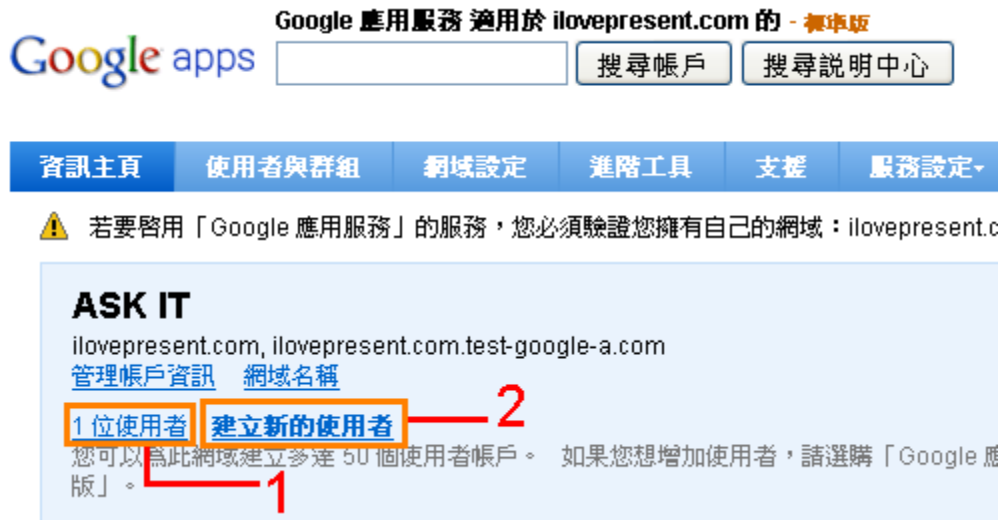 Google 應用服務 適用於 ilovepresent.com 的 - 標準版
Google apps
搜尋帳戶 搜尋説明中心
資訊主頁 使用者與群組 網域設定 進階工具 支援 服務設定
若要啓用「Google 應用服務」的服務，您必須驗證您擁有自己的網域：ilovepresent.c
ASK IT
ilovepresent.com, ilovepresent.com.test-google-a.com
管理帳戶資訊 網域名稱
1 位使用者 建立新的使用者 2
您可以為此網域建立多達 50 個使用者帳戶。 如果您想增加使用者，請選購「Google 應
版」。
1